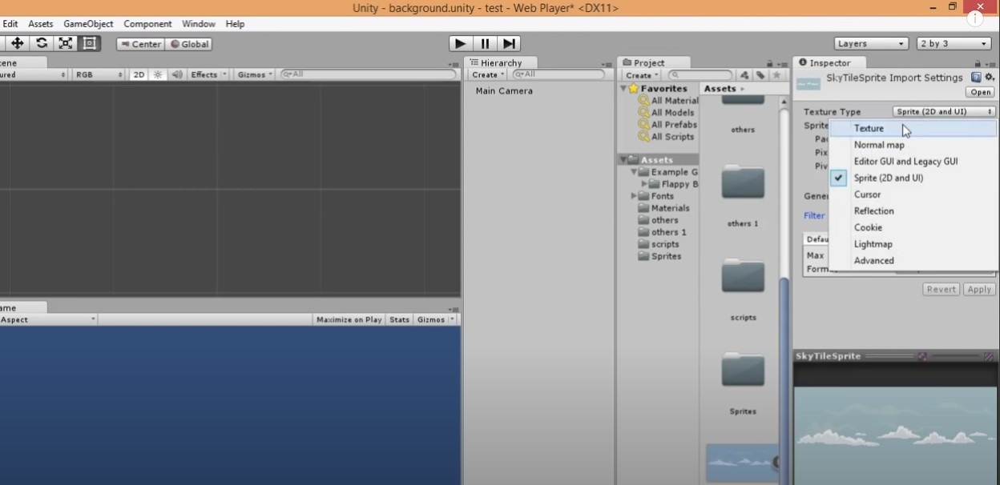 Unity - background.unity - test - Web Player* <DX11>
Edit Assets GameObject Component Window Help
Center Global
Layers 2 by 3
cene
ured RGB 2D Effects Gizmos All
Hierarchy
Create All
Main Camera
Project
Create
Favorites
All Material
All Models
All Prefabs
All Scripts
Assets
Example G
Flappy B
Fonts
Materials
others
others 1
scripts
Sprites
Assets
others
others 1
scripts
Sprites
Inspector
SkyTileSprite Import Settings
Open
Texture Type Sprite (2D and UI)
Sprite
Pac
Pix
Piv
Gene
Filter
Defau
Max
Form
Texture
Normal map
Editor GUI and Legacy GUI
Sprite (2D and UI)
Cursor
Reflection
Cookie
Lightmap
Advanced
Revert Apply
SkyTileSprite
ame
Aspect Maximize on Play Stats Gizmos